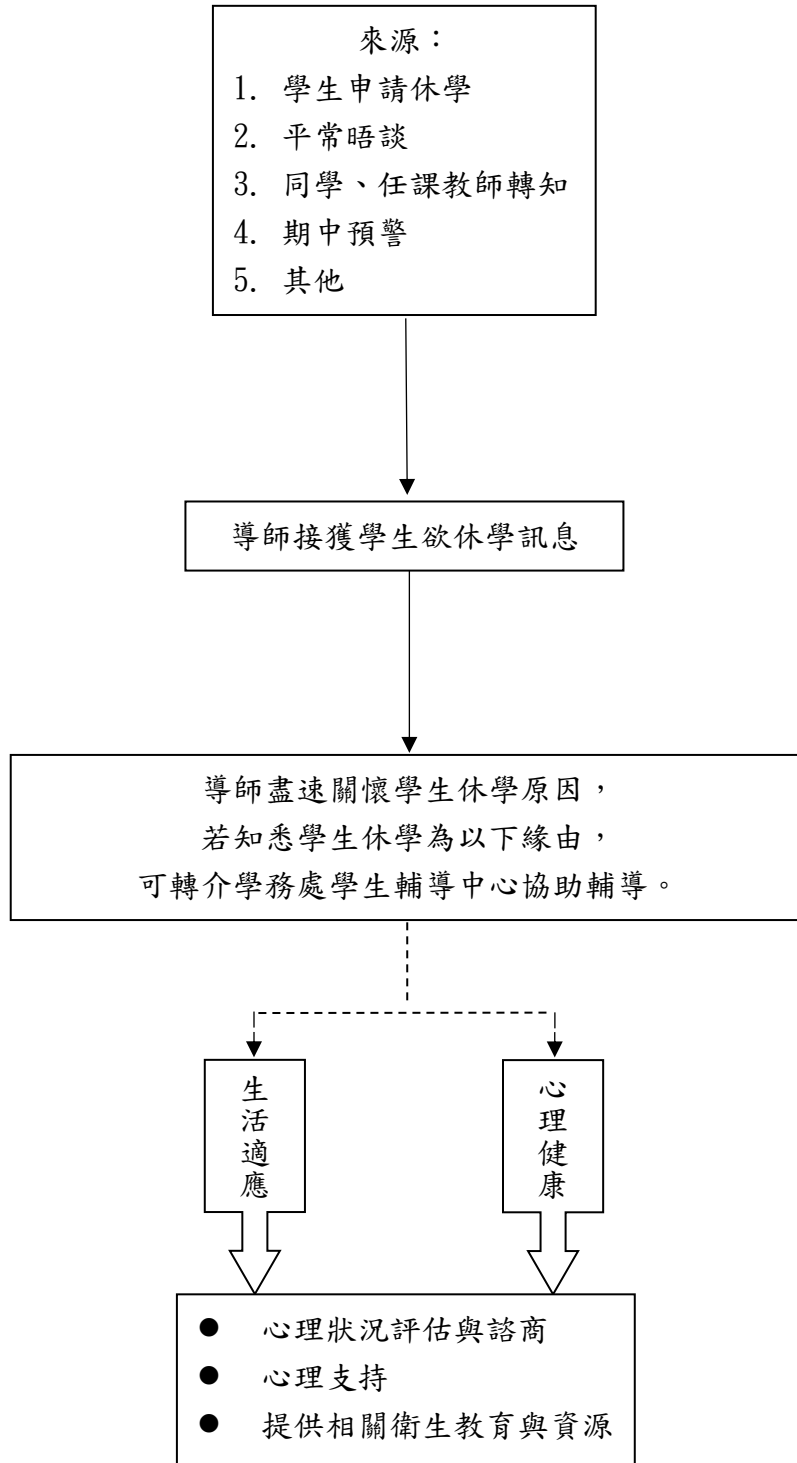 來源：
1. 學生申請休學
2. 平常晤談
3. 同學、任課教師轉知
4. 期中預警
5. 其他
導師接獲學生欲休學訊息
導師盡速關懷學生休學原因，
若知悉學生休學為以下緣由，
可轉介學務處學生輔導中心協助輔導。
生活適應
心理健康
● 心理狀況評估與諮商
● 心理支持
● 提供相關衛生教育與資源